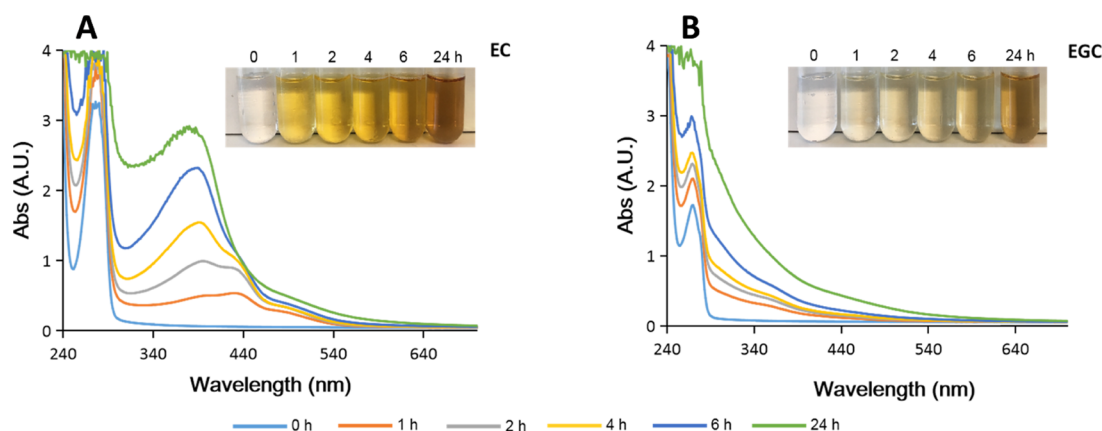 A
0 1 2 4 6 24 h EC
4
3
2
1
0
Abs (A.U.)
240 340 440 540 640
Wavelength (nm)
B
0 1 2 4 6 24 h EGC
4
3
2
1
0
Abs (A.U.)
240 340 440 540 640
Wavelength (nm)
0 h 1 h 2 h 4 h 6 h 24 h